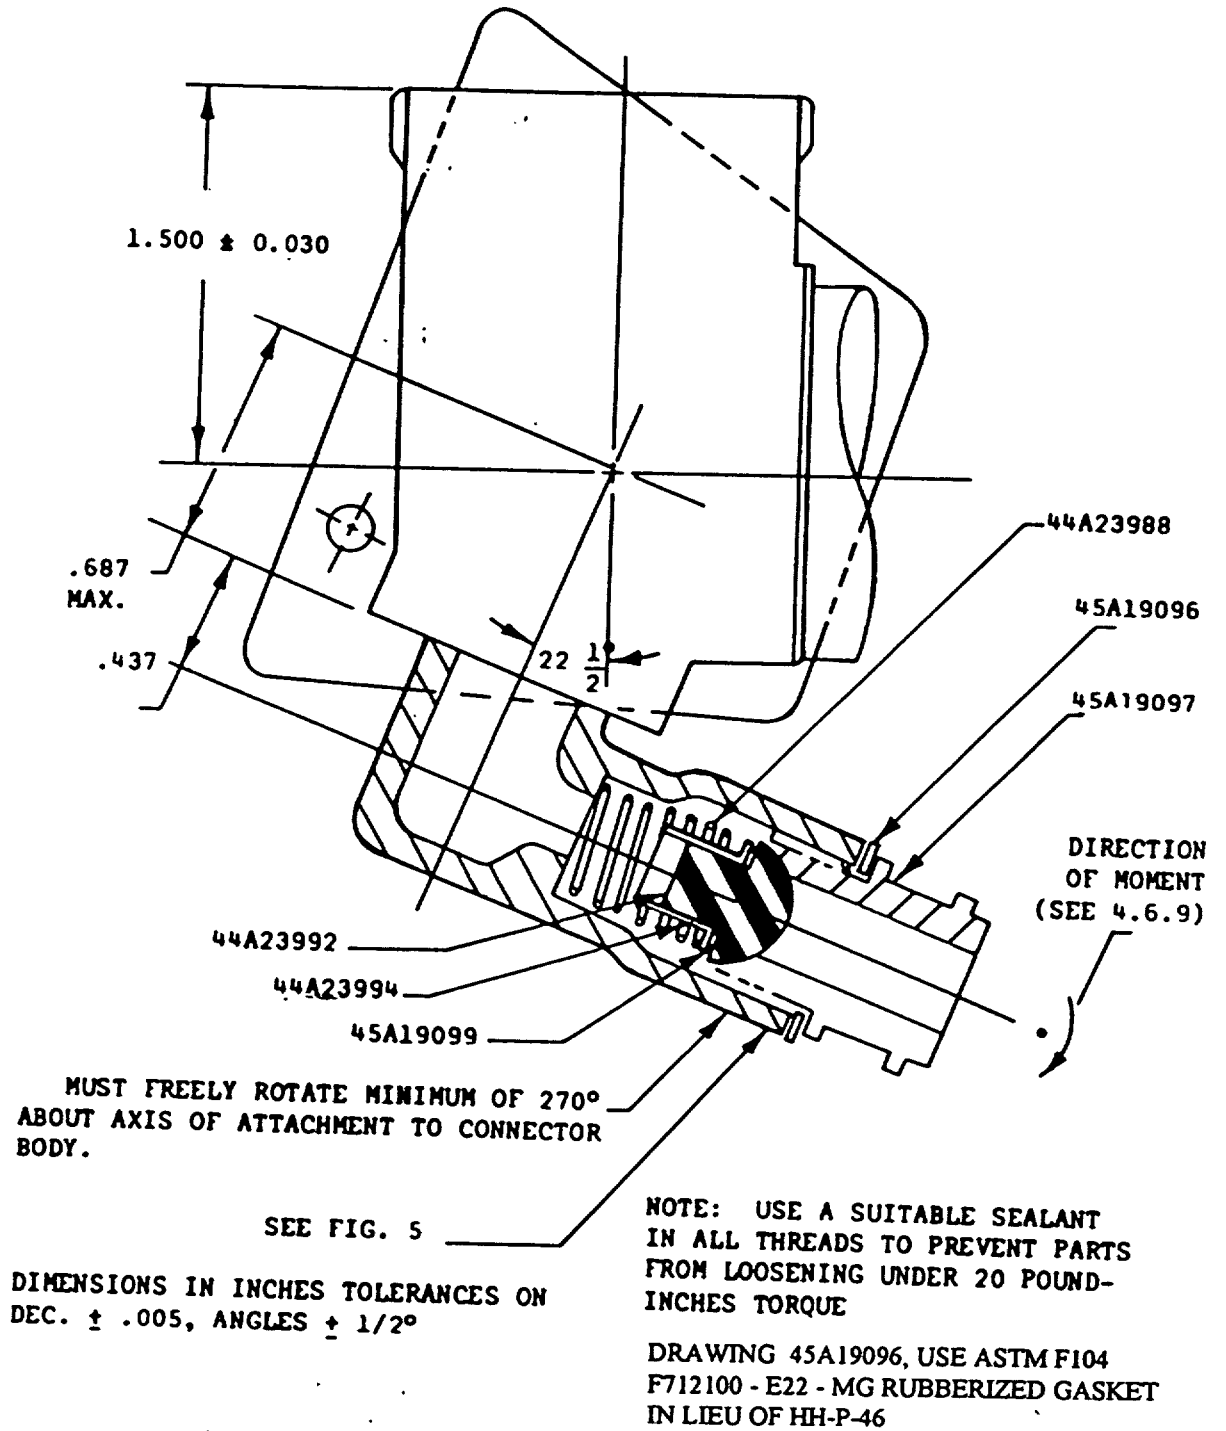 1.500 ± 0.030
.687
MAX.
.437
22 1/2
44A23988
45A19096
45A19097
DIRECTION
OF MOMENT
(SEE 4.6.9)
44A23992
44A23994
45A19099
MUST FREELY ROTATE MINIMUM OF 270°
ABOUT AXIS OF ATTACHMENT TO CONNECTOR
BODY.
SEE FIG. 5
DIMENSIONS IN INCHES TOLERANCES ON
DEC. ± .005, ANGLES ± 1/2°
NOTE: USE A SUITABLE SEALANT
IN ALL THREADS TO PREVENT PARTS
FROM LOOSENING UNDER 20 POUND-
INCHES TORQUE
DRAWING 45A19096, USE ASTM F104
F712100 - E22 - MG RUBBERIZED GASKET
IN LIEU OF HH-P-46